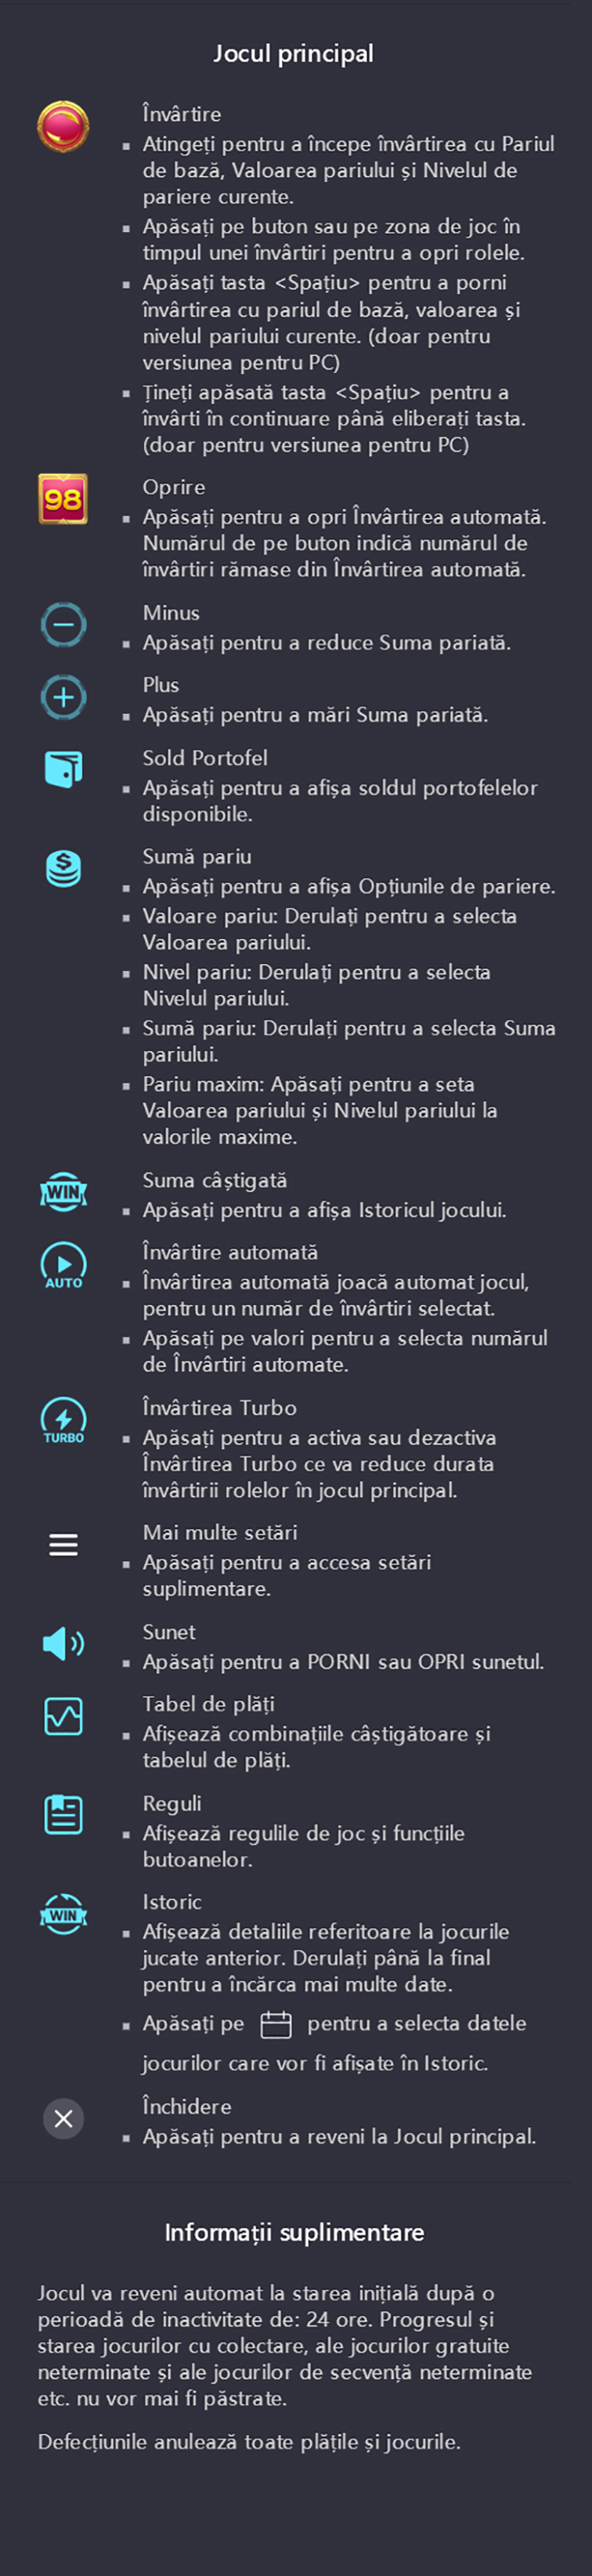 Jocul principal
Învârtire
Atingeți pentru a începe învârtirea cu Pariul
de bază, Valoarea pariului și Nivelul de
pariere curente.
Apăsați pe buton sau pe zona de joc în
timpul unei învârtiri pentru a opri rolele.
Apăsați tasta <Spațiu> pentru a porni
învârtirea cu pariul de bază, valoarea și
nivelul pariului curente. (doar pentru
versiunea pentru PC)
Țineți apăsată tasta <Spațiu> pentru a
învârti în continuare până eliberați tasta.
(doar pentru versiunea pentru PC)
98
Oprire
Apăsați pentru a opri Învârtirea automată.
Numărul de pe buton indică numărul de
învârtiri rămase din Învârtirea automată.
Minus
Apăsați pentru a reduce Suma pariată.
Plus
Apăsați pentru a mări Suma pariată.
Sold Portofel
Apăsați pentru a afișa soldul portofelelor
disponibile.
Sumă pariu
Apăsați pentru a afișa Opțiunile de pariere.
Valoare pariu: Derulați pentru a selecta
Valoarea pariului.
Nivel pariu: Derulați pentru a selecta
Nivelul pariului.
Sumă pariu: Derulați pentru a selecta Suma
pariului.
Pariu maxim: Apăsați pentru a seta
Valoarea pariului și Nivelul pariului la
valorile maxime.
WIN
Suma câștigată
Apăsați pentru a afișa Istoricul jocului.
AUTO
Învârtire automată
Învârtirea automată joacă automat jocul,
pentru un număr de învârtiri selectat.
Apăsați pe valori pentru a selecta numărul
de Învârtiri automate.
TURBO
Învârtirea Turbo
Apăsați pentru a activa sau dezactiva
Învârtirea Turbo ce va reduce durata
învârtirii rolelor în jocul principal.
Mai multe setări
Apăsați pentru a accesa setări
suplimentare.
Sunet
Apăsați pentru a PORNI sau OPRI sunetul.
Tabel de plăți
Afișează combinațiile câștigătoare și
tabelul de plăți.
Reguli
Afișează regulile de joc și funcțiile
butoanelor.
WIN
Istoric
Afișează detaliile referitoare la jocurile
jucate anterior. Derulați până la final
pentru a încărca mai multe date.
Apăsați pe pentru a selecta datele
jocurilor care vor fi afișate în Istoric.
Închidere
Apăsați pentru a reveni la Jocul principal.
Informații suplimentare
Jocul va reveni automat la starea inițială după o
perioadă de inactivitate de: 24 ore. Progresul și
starea jocurilor cu colectare, ale jocurilor gratuite
neterminate și ale jocurilor de secvență neterminate
etc. nu vor mai fi păstrate.
Defecțiunile anulează toate plățile și jocurile.